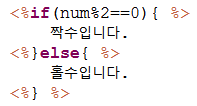 <%if(num%2==0){ %>
짝수입니다.
<%}else{ %>
홀수입니다.
<%} %>